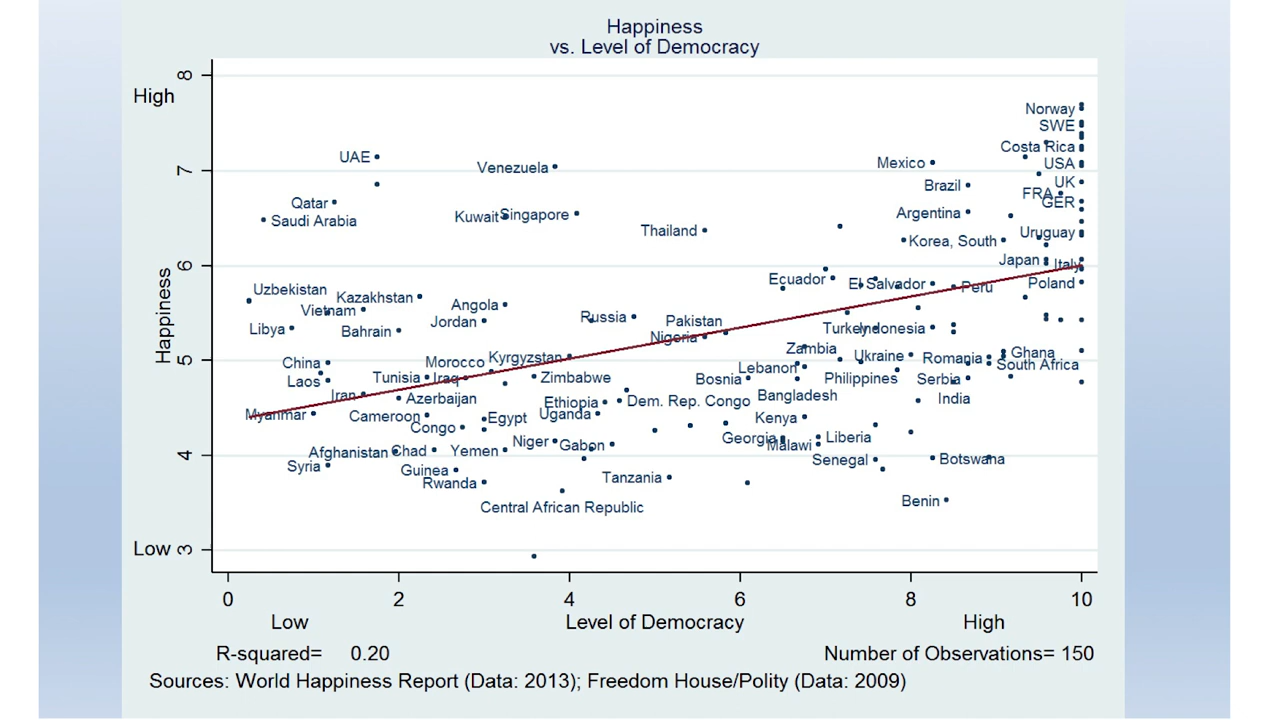 Happiness
vs. Level of Democracy
8
High
Norway
SWE
Costa Rica
UAE
Venezuela
Mexico
USA
7
Brazil
UK
FRA
Qatar
GER
Saudi Arabia
Kuwait
Singapore
Argentina
Thailand
Korea, South
Uruguay
Japan
Italy
6
Ecuador
El Salvador
Peru
Poland
Uzbekistan
Kazakhstan
Vietnam
Angola
Libya
Bahrain
Jordan
Russia
Pakistan
Nigeria
Turkey
Indonesia
Happiness
5
China
Morocco
Kyrgyzstan
Zambia
Ukraine
Romania
Ghana
South Africa
Laos
Tunisia
Iraq
Zimbabwe
Lebanon
Bosnia
Philippines
Serbia
India
Iran
Azerbaijan
Bangladesh
Myanmar
Cameroon
Ethiopia
Dem. Rep. Congo
Congo
Egypt
Uganda
Kenya
Afghanistan
Chad
Yemen
Niger
Gabon
Georgia
Malawi
Liberia
4
Syria
Guinea
Senegal
Botswana
Rwanda
Tanzania
Central African Republic
Benin
Low
3
0 2 4 6 8 10
Low Level of Democracy High
R-squared= 0.20 Number of Observations= 150
Sources: World Happiness Report (Data: 2013); Freedom House/Polity (Data: 2009)